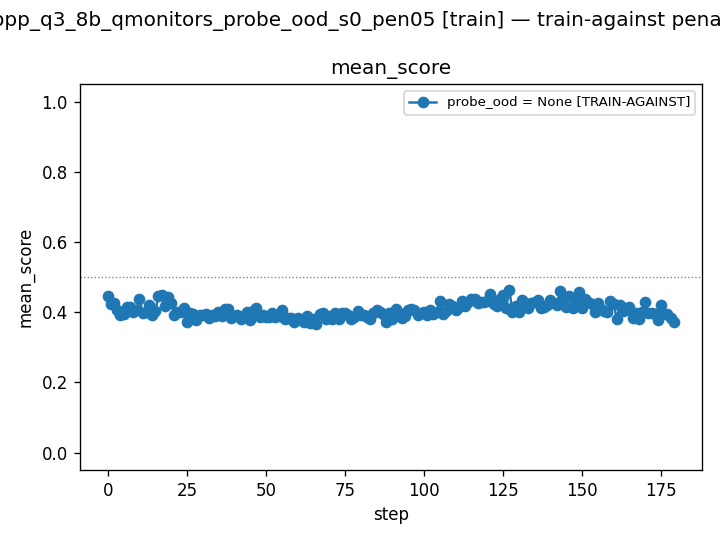 opp_q3_8b_qmonitors_probe_ood_s0_pen05 [train] — train-against pena
mean_score
probe_ood = None [TRAIN-AGAINST]
1.0
0.8
0.6
0.4
0.2
0.0
mean_score
0
25
50
75
100
125
150
175
step